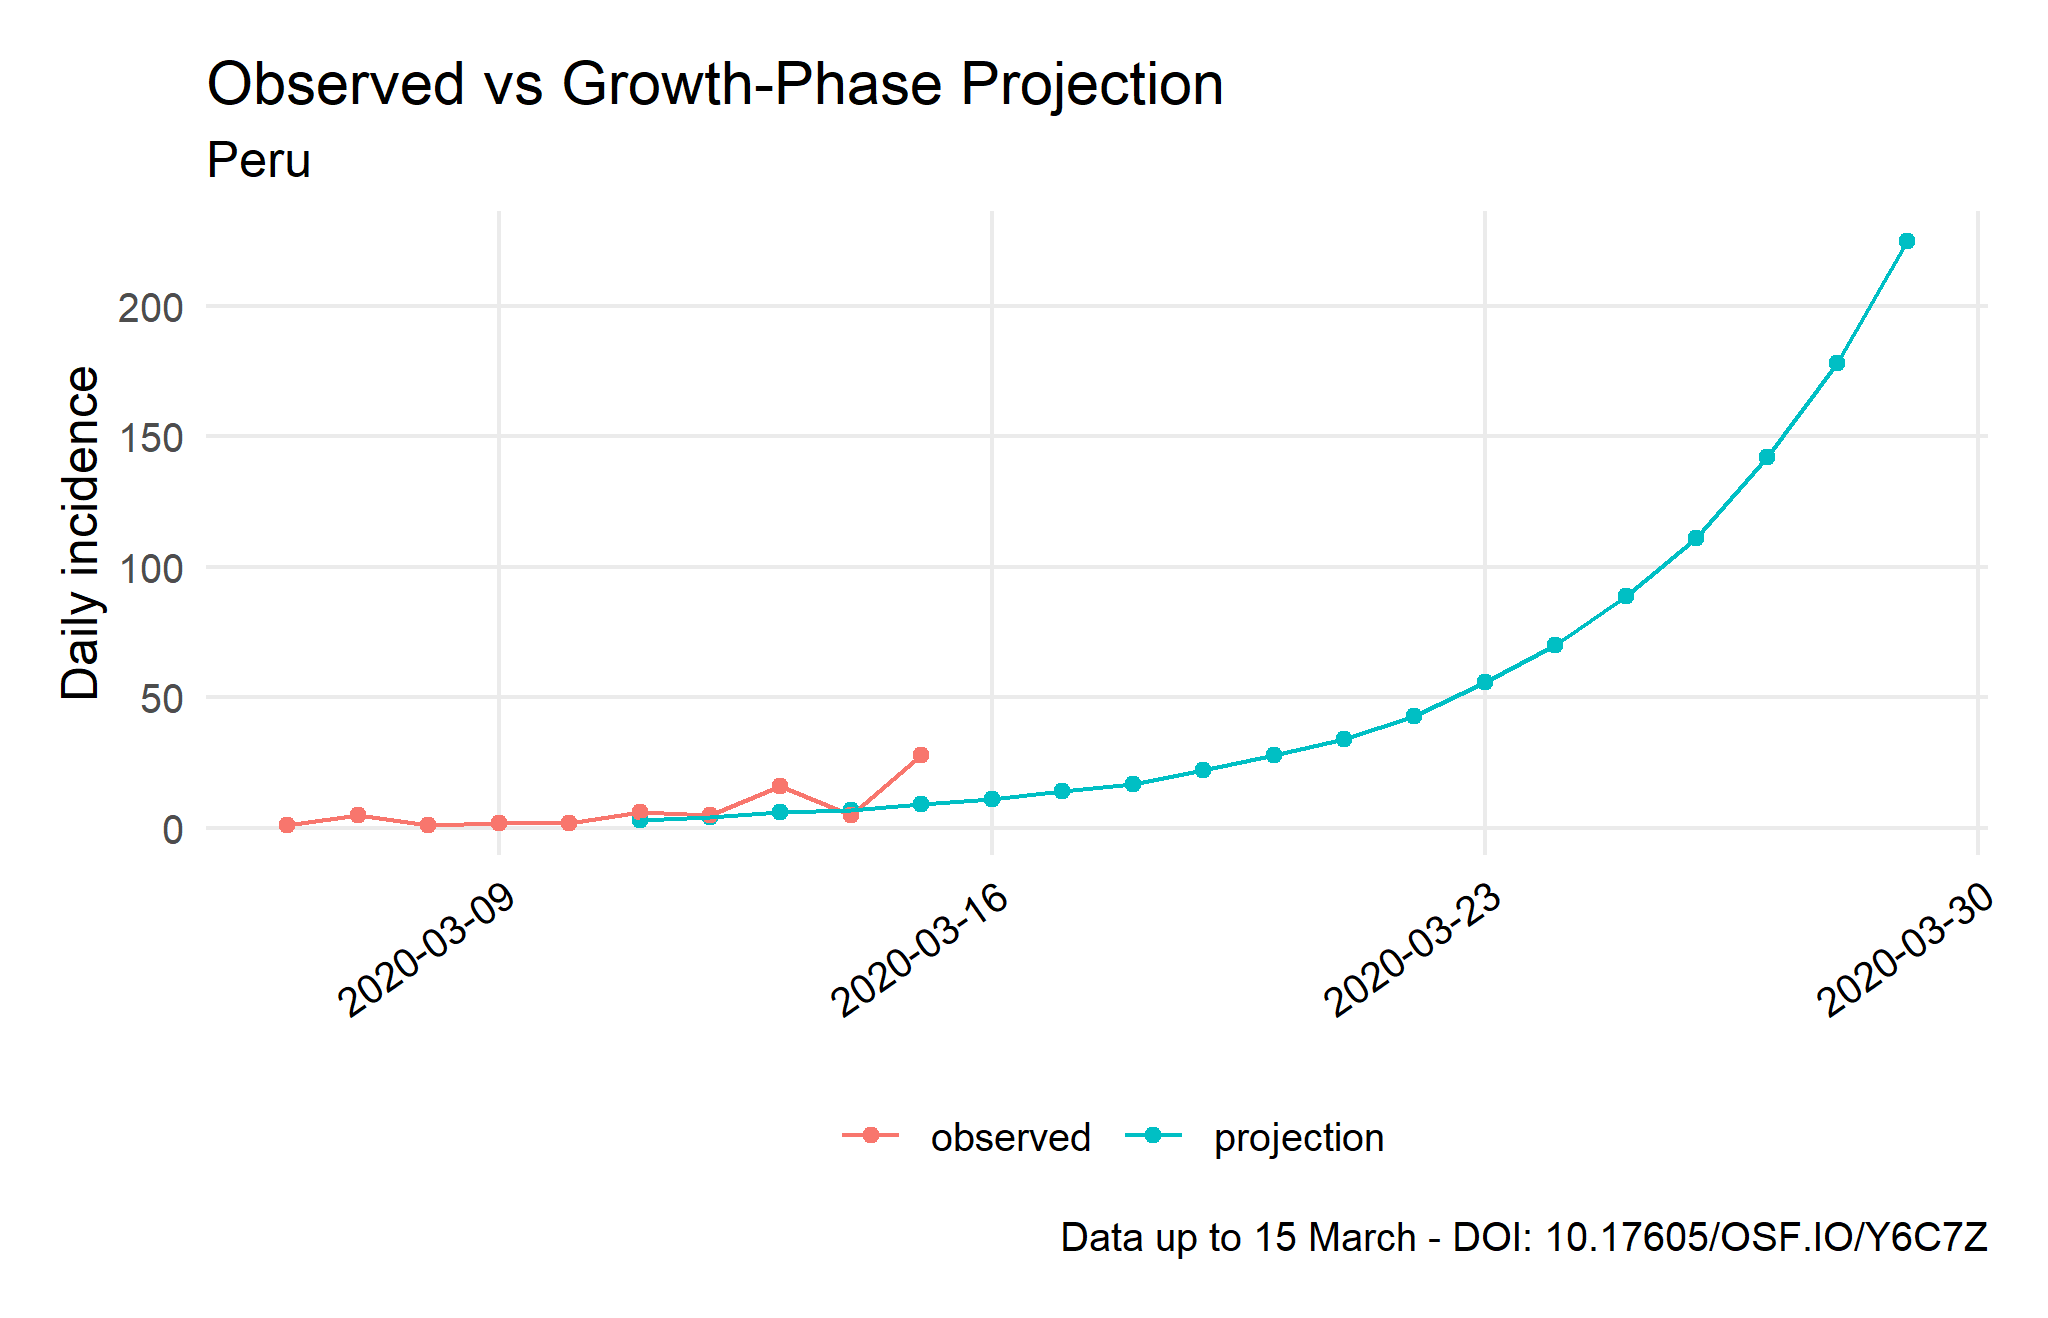 Observed vs Growth-Phase Projection
Peru
Daily incidence
200
150
100
50
0
2020-03-09
2020-03-16
2020-03-23
2020-03-30
observed
projection
Data up to 15 March - DOI: 10.17605/OSF.IO/Y6C7Z